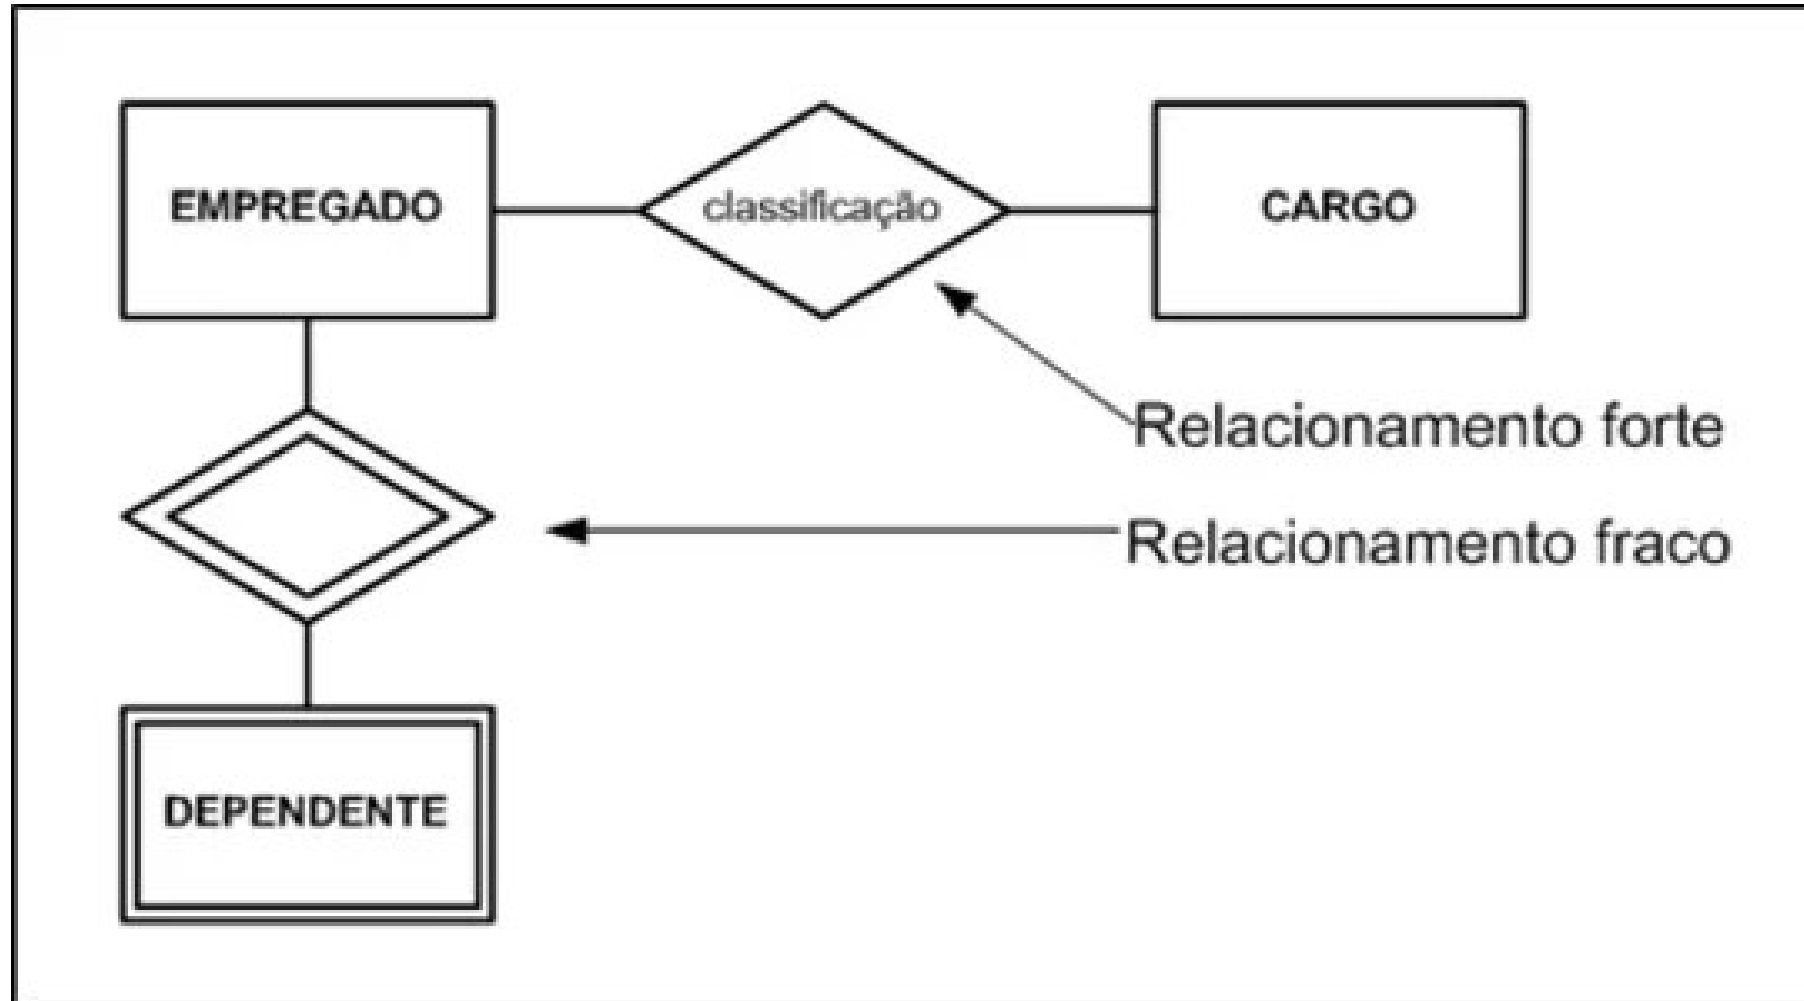 EMPREGADO
classificação
CARGO
Relacionamento forte
Relacionamento fraco
DEPENDENTE